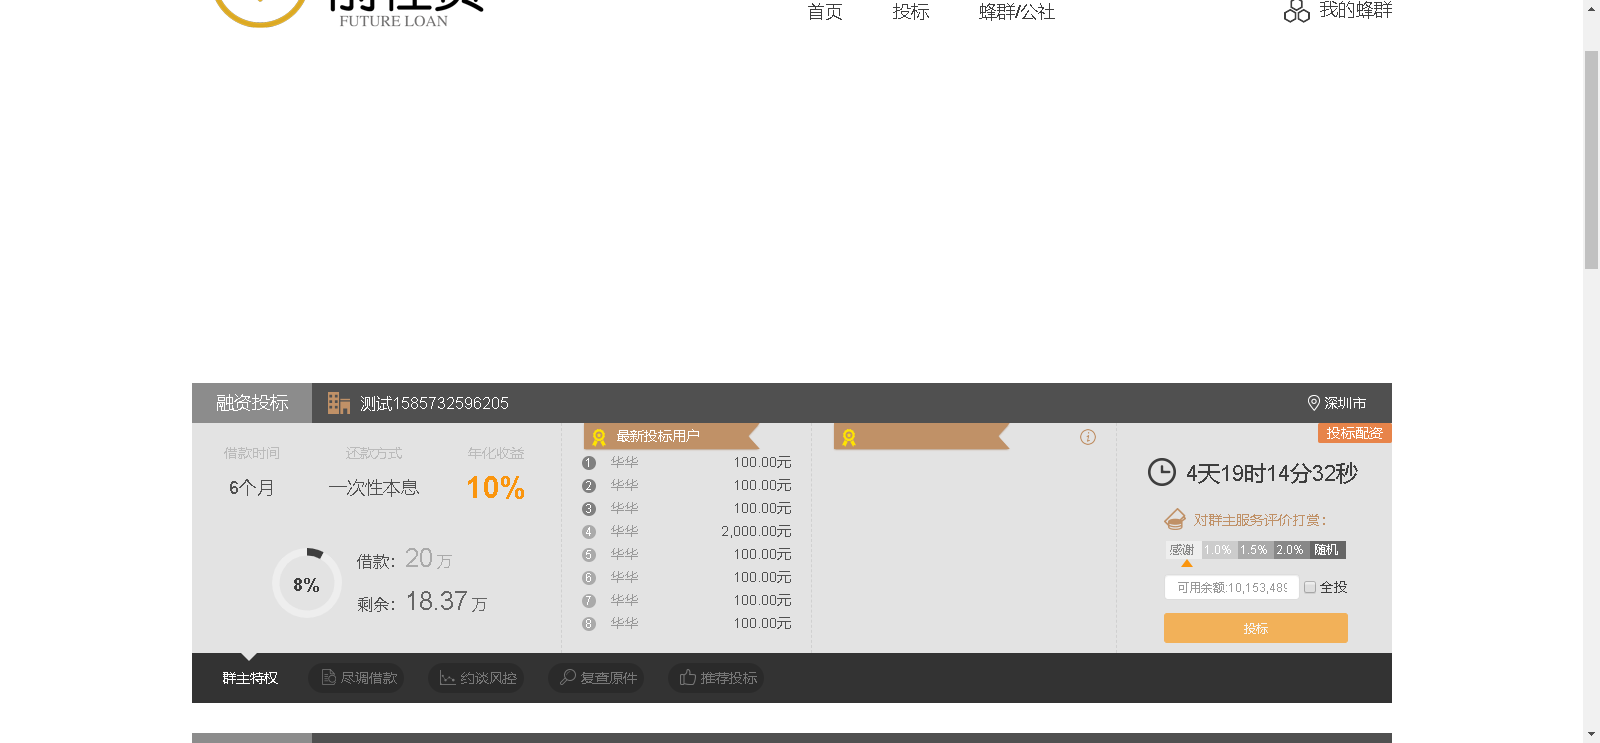 FUTURE LOAN
首页 投标 蜂群/公社 我的蜂群
融资投标 测试1585732596205 深圳市
借款时间 还款方式 年化收益
6个月 一次性本息 10%
8%
借款: 20万
剩余: 18.37万
最新投标用户
1 华华 100.00元
2 华华 100.00元
3 华华 100.00元
4 华华 2,000.00元
5 华华 100.00元
6 华华 100.00元
7 华华 100.00元
8 华华 100.00元
投标配资
4天19时14分32秒
对群主服务评价打赏:
感谢 1.0% 1.5% 2.0% 随机
可用余额:10,153,489 全投
投标
群主特权 尽调借款 约谈风控 复查原件 推荐投标